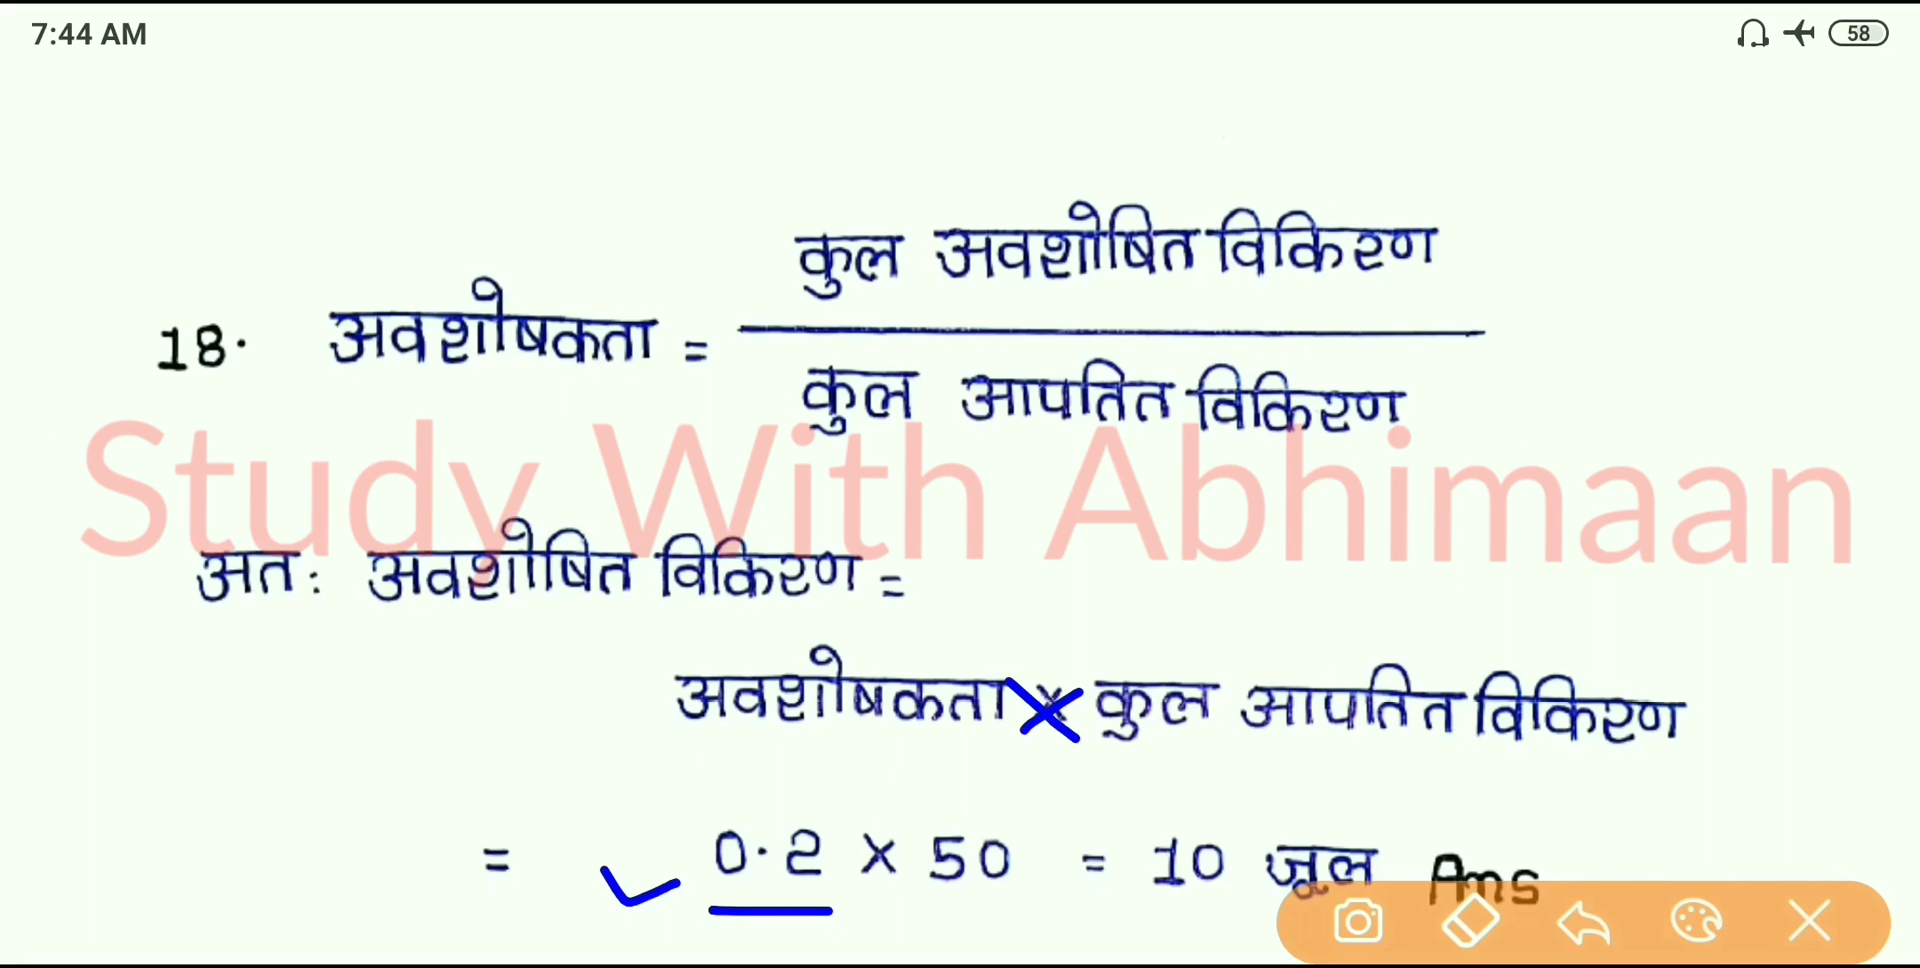 7:44 AM
58
कुल अवशोषित विकिरण
18. अवशोषकता =
कुल आपतित विकिरण
Study With Abhimaan
अतः अवशोषित विकिरण =
अवशोषकता × कुल आपतित विकिरण
= 0.2 × 50 = 10 जूल Ans